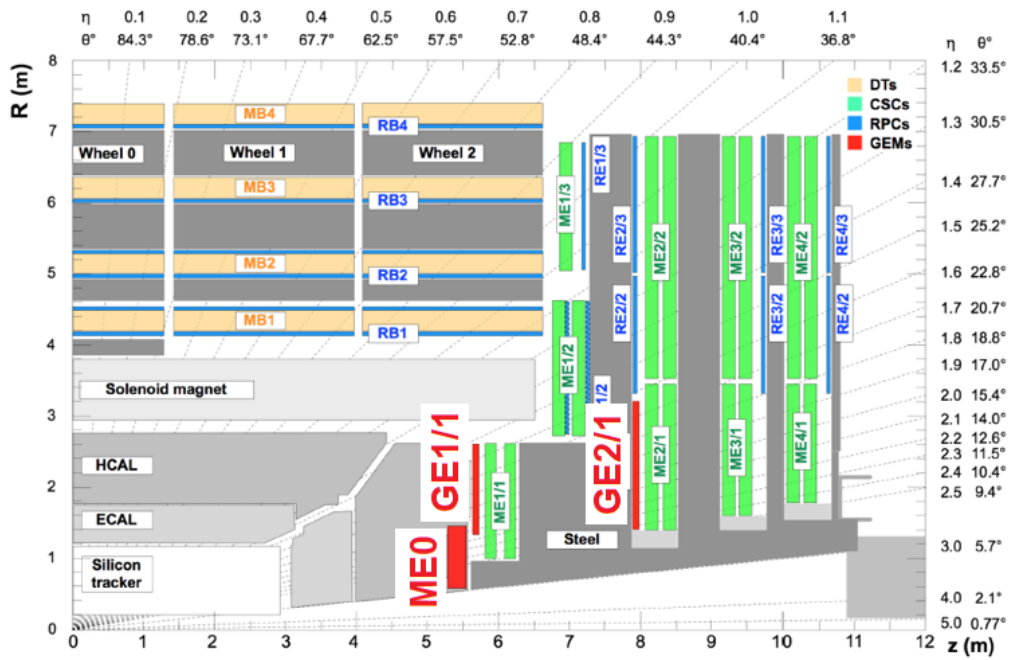 η 0.1 0.2 0.3 0.4 0.5 0.6 0.7 0.8 0.9 1.0 1.1
θ° 84.3° 78.6° 73.1° 67.7° 62.5° 57.5° 52.8° 48.4° 44.3° 40.4° 36.8° η θ°
R (m)
8
7
6
5
4
3
2
1
0
1.2 33.5°
1.3 30.5°
1.4 27.7°
1.5 25.2°
1.6 22.8°
1.7 20.7°
1.8 18.8°
1.9 17.0°
2.0 15.4°
2.1 14.0°
2.2 12.6°
2.3 11.5°
2.4 10.4°
2.5 9.4°
3.0 5.7°
4.0 2.1°
5.0 0.77°
DTs
CSCs
RPCs
GEMs
MB4
RB4
Wheel 0
Wheel 1
Wheel 2
MB3
RB3
MB2
RB2
MB1
RB1
Solenoid magnet
HCAL
ECAL
Silicon
tracker
Steel
ME0
GE1/1
GE2/1
ME1/1
ME1/2
ME1/3
RE1/3
1/2
RE2/3
RE2/2
ME2/2
ME2/1
ME3/2
ME3/1
RE3/3
RE3/2
ME4/2
ME4/1
RE4/3
RE4/2
0 1 2 3 4 5 6 7 8 9 10 11 12
z (m)